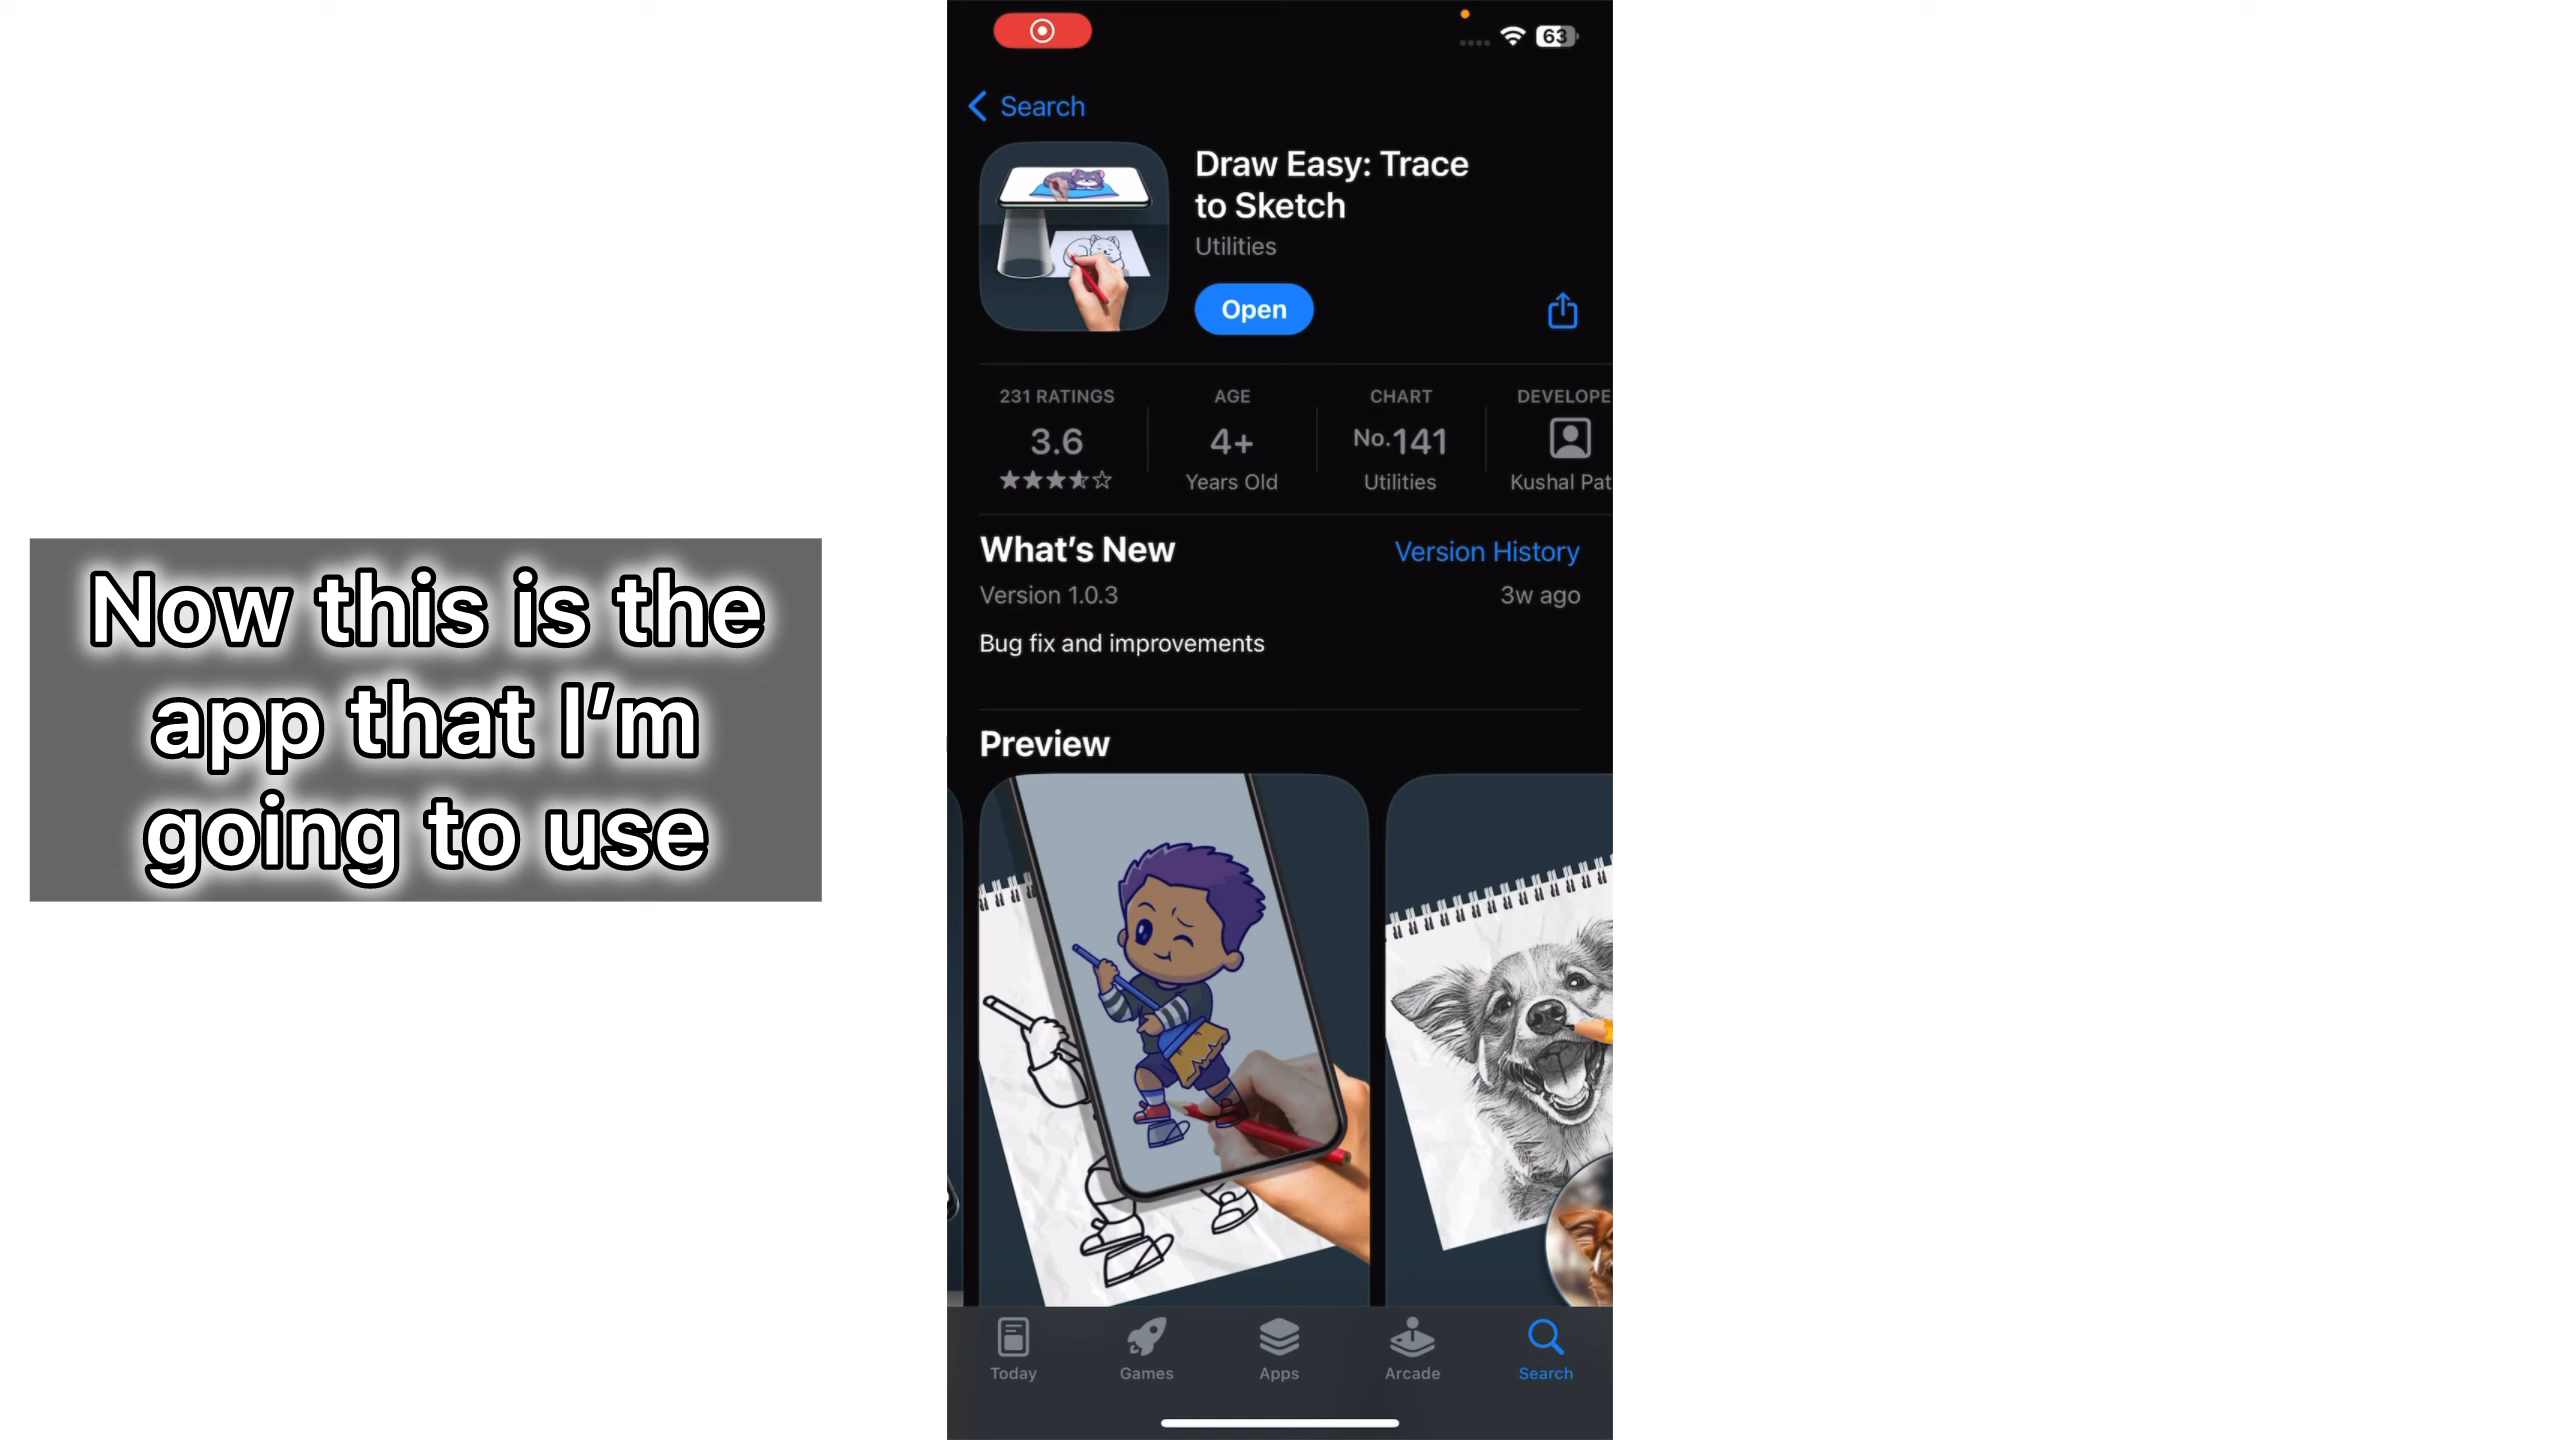 Now this is the
app that I’m
going to use
63
Search
Draw Easy: Trace
to Sketch
Utilities
Open
231 RATINGS
3.6
AGE
4+
Years Old
CHART
No.141
Utilities
DEVELOPE
Kushal Pat
What’s New
Version History
Version 1.0.3
3w ago
Bug fix and improvements
Preview
Today
Games
Apps
Arcade
Search